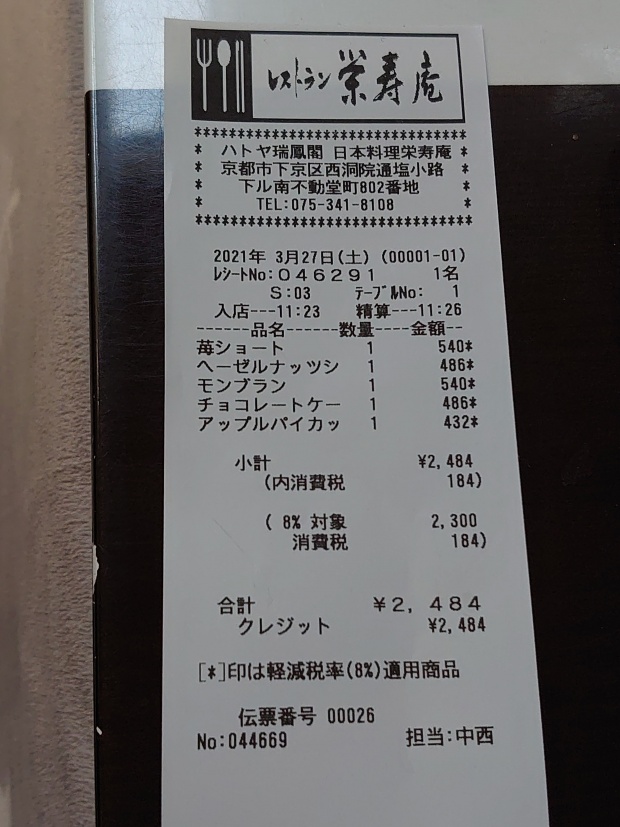 レストラン 栄寿庵
********************************
* ハトヤ瑞鳳閣 日本料理栄寿庵 *
* 京都市下京区西洞院通塩小路 *
* 下ル南不動堂町802番地 *
* TEL:075-341-8108 *
********************************
2021年 3月27日(土) (00001-01)
ﾚｼｰﾄNo:046291 1名
S:03 ﾃｰﾌﾞﾙNo: 1
入店---11:23 精算---11:26
------品名------数量----金額--
苺ショート 1 540*
ヘーゼルナッツシ 1 486*
モンブラン 1 540*
チョコレートケー 1 486*
アップルパイカッ 1 432*
小計 ¥2,484
(内消費税 184)
( 8% 対象 2,300
消費税 184)
合計 ¥2,484
クレジット ¥2,484
[*]印は軽減税率(8%)適用商品
伝票番号 00026
No:044669 担当:中西